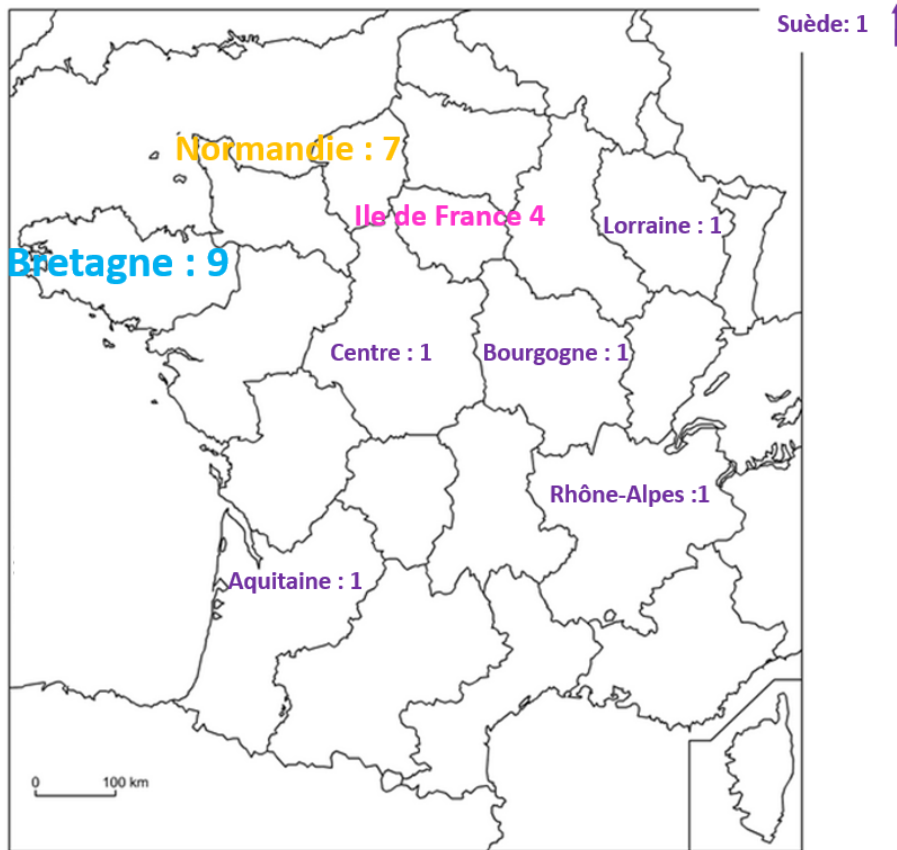 Suède: 1
Normandie : 7
Ile de France 4
Lorraine : 1
Bretagne : 9
Centre : 1
Bourgogne : 1
Rhône-Alpes :1
Aquitaine : 1
0 100 km